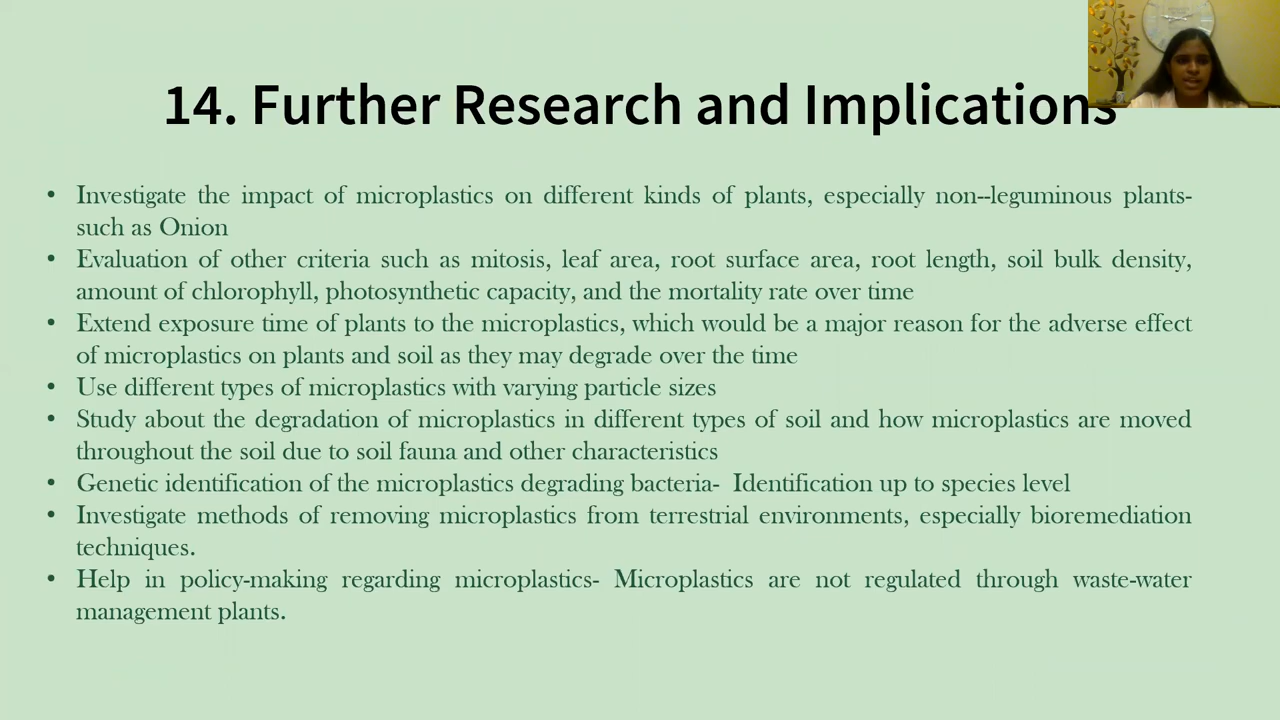 14. Further Research and Implications
• Investigate the impact of microplastics on different kinds of plants, especially non--leguminous plants-
such as Onion
• Evaluation of other criteria such as mitosis, leaf area, root surface area, root length, soil bulk density,
amount of chlorophyll, photosynthetic capacity, and the mortality rate over time
• Extend exposure time of plants to the microplastics, which would be a major reason for the adverse effect
of microplastics on plants and soil as they may degrade over the time
• Use different types of microplastics with varying particle sizes
• Study about the degradation of microplastics in different types of soil and how microplastics are moved
throughout the soil due to soil fauna and other characteristics
• Genetic identification of the microplastics degrading bacteria- Identification up to species level
• Investigate methods of removing microplastics from terrestrial environments, especially bioremediation
techniques.
• Help in policy-making regarding microplastics- Microplastics are not regulated through waste-water
management plants.